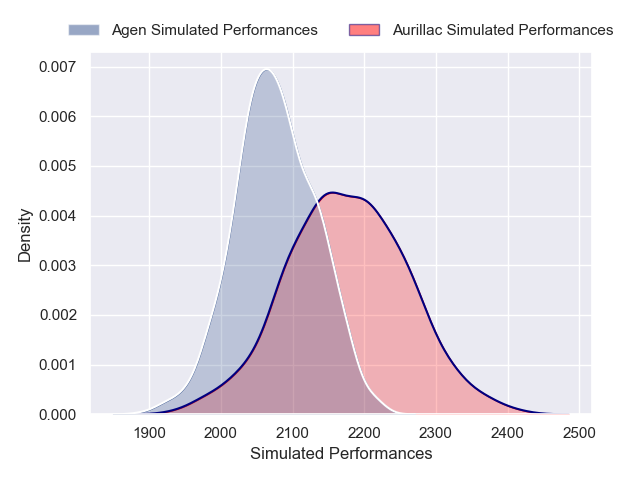 Agen Simulated Performances Aurillac Simulated Performances
0.007
0.006
0.005
0.004
0.003
0.002
0.001
0.000
Density
1900 2000 2100 2200 2300 2400 2500
Simulated Performances